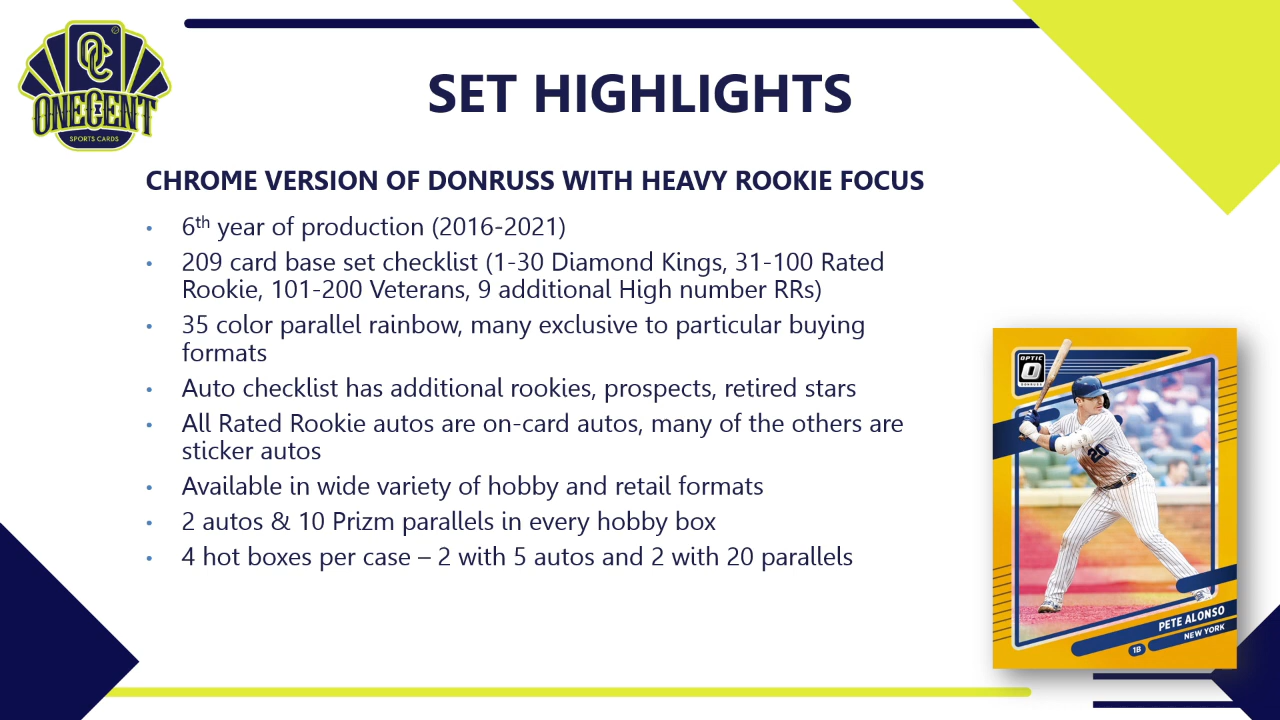 OC
ONECENT
SPORTS CARDS
SET HIGHLIGHTS
CHROME VERSION OF DONRUSS WITH HEAVY ROOKIE FOCUS
• 6th year of production (2016-2021)
• 209 card base set checklist (1-30 Diamond Kings, 31-100 Rated
Rookie, 101-200 Veterans, 9 additional High number RRs)
• 35 color parallel rainbow, many exclusive to particular buying
formats
• Auto checklist has additional rookies, prospects, retired stars
• All Rated Rookie autos are on-card autos, many of the others are
sticker autos
• Available in wide variety of hobby and retail formats
• 2 autos & 10 Prizm parallels in every hobby box
• 4 hot boxes per case – 2 with 5 autos and 2 with 20 parallels
OPTIC
O
DONRUSS
20
PETE ALONSO
NEW YORK
1B